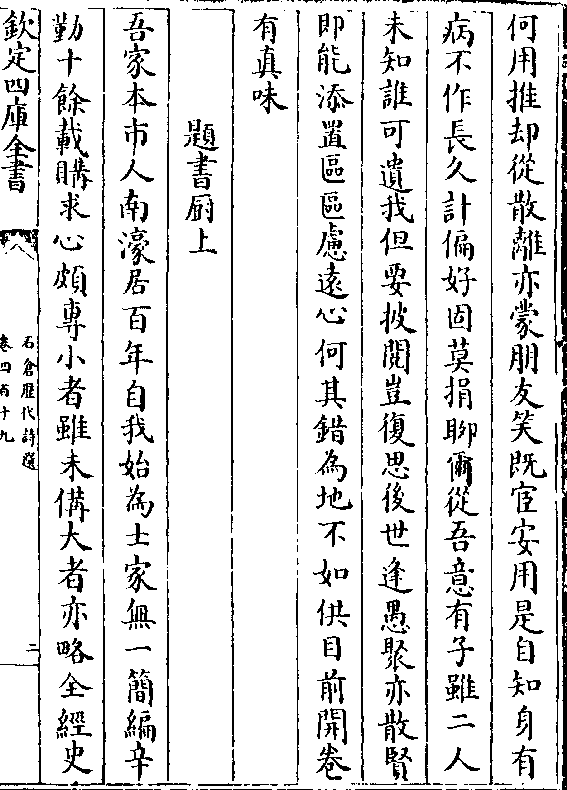 何用推却從散離亦蒙朋友笑既宦安用是自知身有
病不作長久計偏好固莫捐聊爾從吾意有子雖二人
未知誰可遺我但要披閱豈復思後世逢愚聚亦散賢
即能添置區區慮遠心何其錯為地不如供目前開卷
有真味
題書厨上
吾家本市人南濠居百年自我始為士家無一簡編辛
勤十餘載購求心頗專小者雖未備大者亦略全經史
欽定四庫全書
石倉歷代詩選
卷四百十九
二